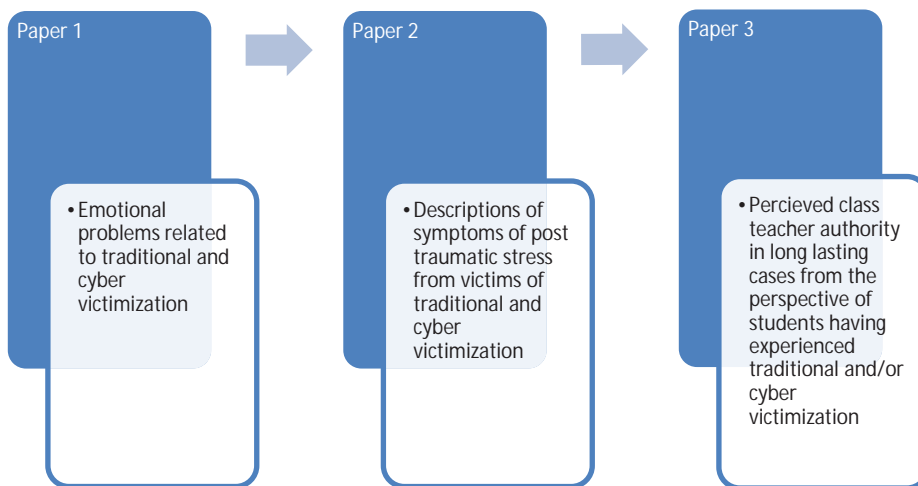 Paper 1
• Emotional
problems related
to traditional and
cyber
victimization
Paper 2
• Descriptions of
symptoms of post
traumatic stress
from victims of
traditional and
cyber
victimization
Paper 3
• Percieved class
teacher authority
in long lasting
cases from the
perspective of
students having
experienced
traditional and/or
cyber
victimization